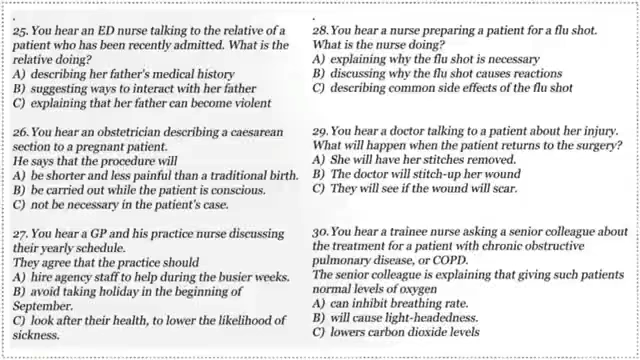 .
25. You hear an ED nurse talking to the relative of a
patient who has been recently admitted. What is the
relative doing?
A) describing her father's medical history
B) suggesting ways to interact with her father
C) explaining that her father can become violent
26. You hear an obstetrician describing a caesarean
section to a pregnant patient.
He says that the procedure will
A) be shorter and less painful than a traditional birth.
B) be carried out while the patient is conscious.
C) not be necessary in the patient's case.
27. You hear a GP and his practice nurse discussing
their yearly schedule.
They agree that the practice should
A) hire agency staff to help during the busier weeks.
B) avoid taking holiday in the beginning of
September.
C) look after their health, to lower the likelihood of
sickness.
.
28. You hear a nurse preparing a patient for a flu shot.
What is the nurse doing?
A) explaining why the flu shot is necessary
B) discussing why the flu shot causes reactions
C) describing common side effects of the flu shot
29. You hear a doctor talking to a patient about her injury.
What will happen when the patient returns to the surgery?
A) She will have her stitches removed.
B) The doctor will stitch-up her wound
C) They will see if the wound will scar.
30. You hear a trainee nurse asking a senior colleague about
the treatment for a patient with chronic obstructive
pulmonary disease, or COPD.
The senior colleague is explaining that giving such patients
normal levels of oxygen
A) can inhibit breathing rate.
B) will cause light-headedness.
C) lowers carbon dioxide levels